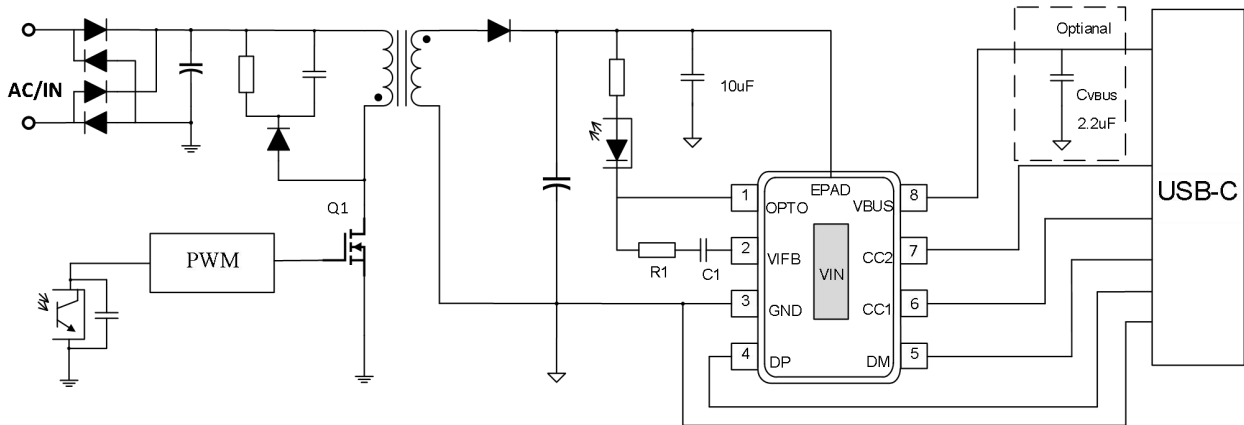 Optianal
AC/IN
10uF
CVBUS
2.2uF
USB-C
Q1
PWM
R1
C1
EPAD
VIN
1
OPTO
2
VIFB
3
GND
4
DP
VBUS
8
CC2
7
CC1
6
DM
5